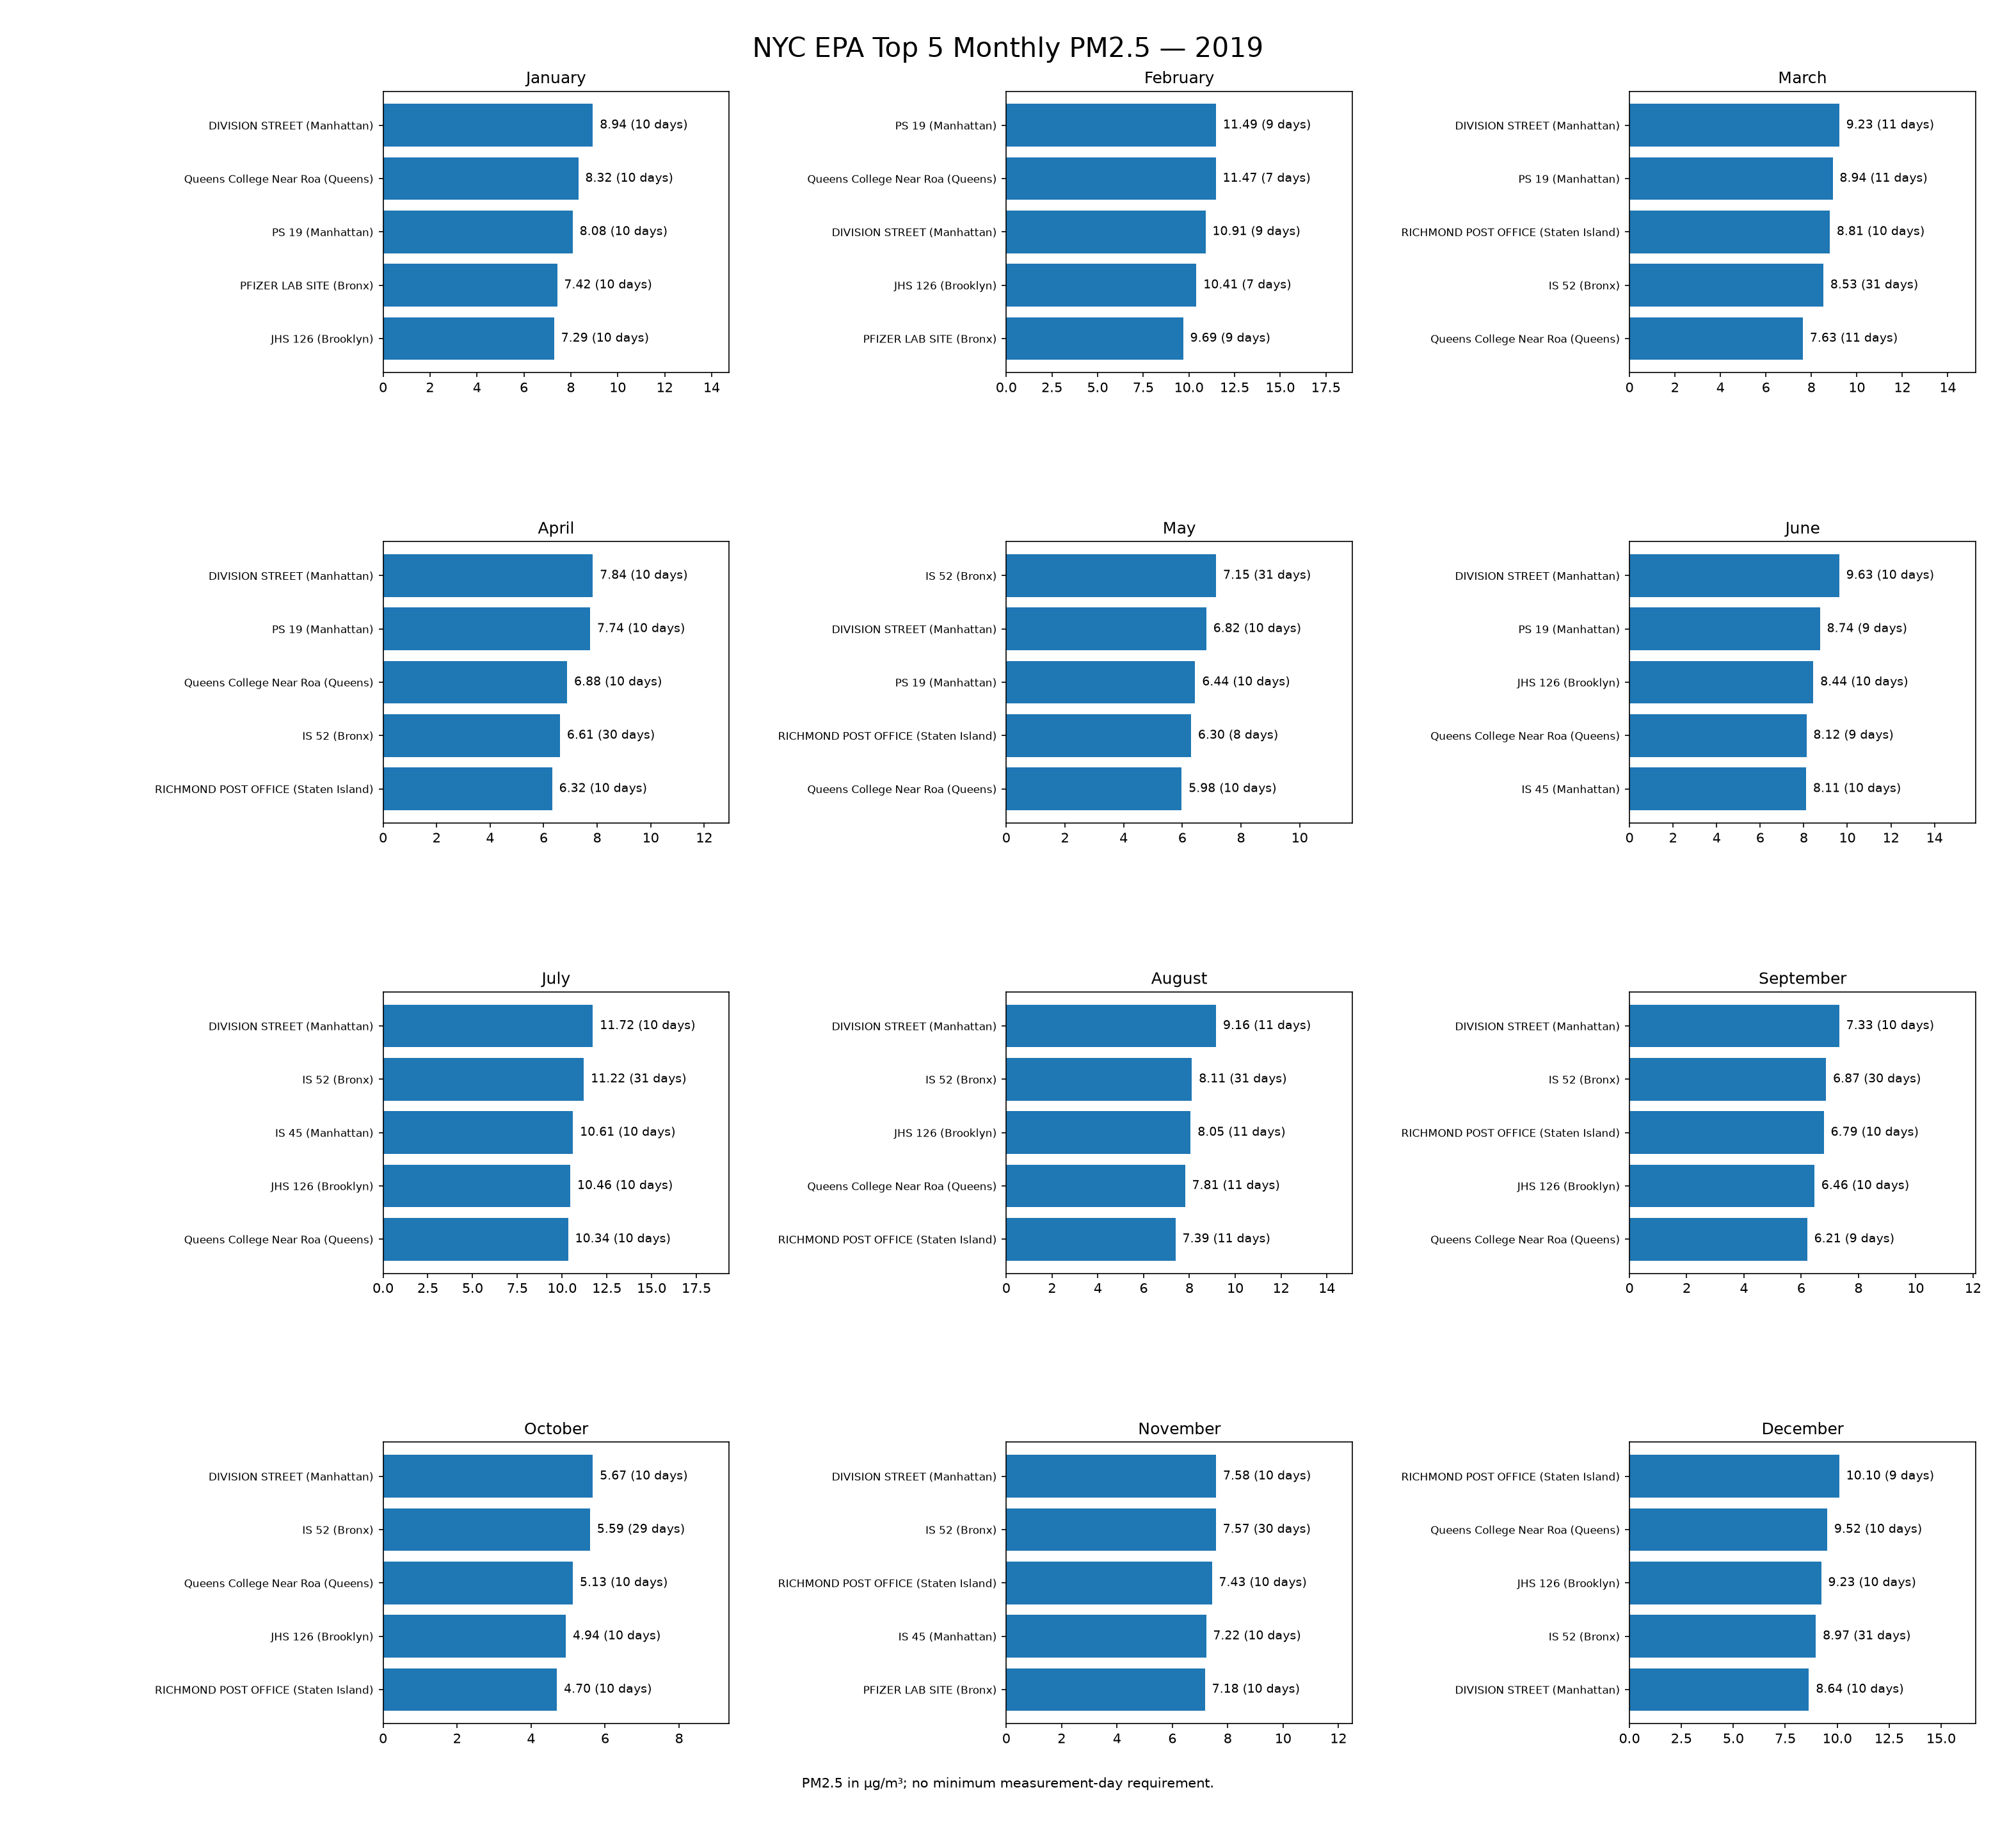 NYC EPA Top 5 Monthly PM2.5 — 2019
January
DIVISION STREET (Manhattan)
8.94 (10 days)
Queens College Near Roa (Queens)
8.32 (10 days)
PS 19 (Manhattan)
8.08 (10 days)
PFIZER LAB SITE (Bronx)
7.42 (10 days)
JHS 126 (Brooklyn)
7.29 (10 days)
0 2 4 6 8 10 12 14
February
PS 19 (Manhattan)
11.49 (9 days)
Queens College Near Roa (Queens)
11.47 (7 days)
DIVISION STREET (Manhattan)
10.91 (9 days)
JHS 126 (Brooklyn)
10.41 (7 days)
PFIZER LAB SITE (Bronx)
9.69 (9 days)
0.0 2.5 5.0 7.5 10.0 12.5 15.0 17.5
March
DIVISION STREET (Manhattan)
9.23 (11 days)
PS 19 (Manhattan)
8.94 (11 days)
RICHMOND POST OFFICE (Staten Island)
8.81 (10 days)
IS 52 (Bronx)
8.53 (31 days)
Queens College Near Roa (Queens)
7.63 (11 days)
0 2 4 6 8 10 12 14
April
DIVISION STREET (Manhattan)
7.84 (10 days)
PS 19 (Manhattan)
7.74 (10 days)
Queens College Near Roa (Queens)
6.88 (10 days)
IS 52 (Bronx)
6.61 (30 days)
RICHMOND POST OFFICE (Staten Island)
6.32 (10 days)
0 2 4 6 8 10 12
May
IS 52 (Bronx)
7.15 (31 days)
DIVISION STREET (Manhattan)
6.82 (10 days)
PS 19 (Manhattan)
6.44 (10 days)
RICHMOND POST OFFICE (Staten Island)
6.30 (8 days)
Queens College Near Roa (Queens)
5.98 (10 days)
0 2 4 6 8 10
June
DIVISION STREET (Manhattan)
9.63 (10 days)
PS 19 (Manhattan)
8.74 (9 days)
JHS 126 (Brooklyn)
8.44 (10 days)
Queens College Near Roa (Queens)
8.12 (9 days)
IS 45 (Manhattan)
8.11 (10 days)
0 2 4 6 8 10 12 14
July
DIVISION STREET (Manhattan)
11.72 (10 days)
IS 52 (Bronx)
11.22 (31 days)
IS 45 (Manhattan)
10.61 (10 days)
JHS 126 (Brooklyn)
10.46 (10 days)
Queens College Near Roa (Queens)
10.34 (10 days)
0.0 2.5 5.0 7.5 10.0 12.5 15.0 17.5
August
DIVISION STREET (Manhattan)
9.16 (11 days)
IS 52 (Bronx)
8.11 (31 days)
JHS 126 (Brooklyn)
8.05 (11 days)
Queens College Near Roa (Queens)
7.81 (11 days)
RICHMOND POST OFFICE (Staten Island)
7.39 (11 days)
0 2 4 6 8 10 12 14
September
DIVISION STREET (Manhattan)
7.33 (10 days)
IS 52 (Bronx)
6.87 (30 days)
RICHMOND POST OFFICE (Staten Island)
6.79 (10 days)
JHS 126 (Brooklyn)
6.46 (10 days)
Queens College Near Roa (Queens)
6.21 (9 days)
0 2 4 6 8 10 12
October
DIVISION STREET (Manhattan)
5.67 (10 days)
IS 52 (Bronx)
5.59 (29 days)
Queens College Near Roa (Queens)
5.13 (10 days)
JHS 126 (Brooklyn)
4.94 (10 days)
RICHMOND POST OFFICE (Staten Island)
4.70 (10 days)
0 2 4 6 8
November
DIVISION STREET (Manhattan)
7.58 (10 days)
IS 52 (Bronx)
7.57 (30 days)
RICHMOND POST OFFICE (Staten Island)
7.43 (10 days)
IS 45 (Manhattan)
7.22 (10 days)
PFIZER LAB SITE (Bronx)
7.18 (10 days)
0 2 4 6 8 10 12
December
RICHMOND POST OFFICE (Staten Island)
10.10 (9 days)
Queens College Near Roa (Queens)
9.52 (10 days)
JHS 126 (Brooklyn)
9.23 (10 days)
IS 52 (Bronx)
8.97 (31 days)
DIVISION STREET (Manhattan)
8.64 (10 days)
0.0 2.5 5.0 7.5 10.0 12.5 15.0
PM2.5 in µg/m³; no minimum measurement-day requirement.